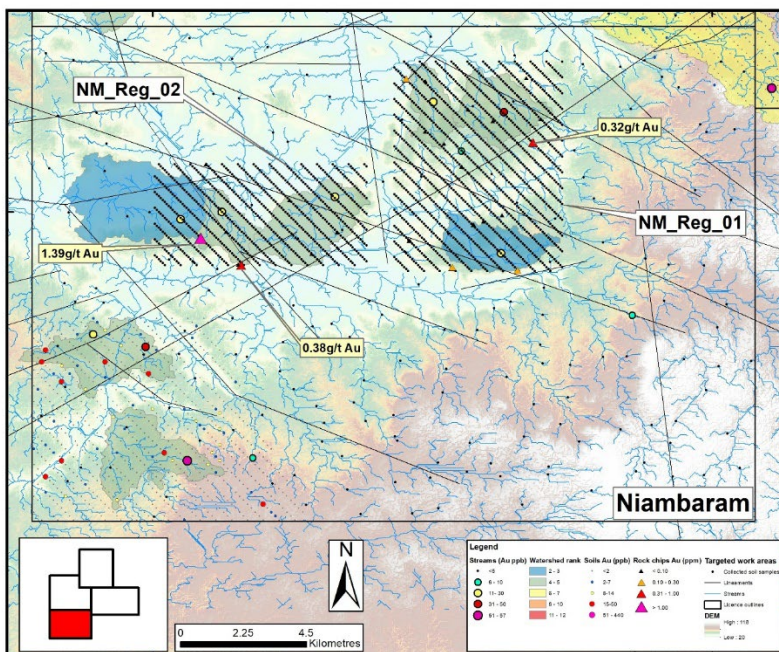 NM_Reg_02
0.32g/t Au
NM_Reg_01
1.39g/t Au
0.38g/t Au
Niambaram
N
0 2.25 4.5
Kilometres
Legend
Streams (Au ppb)
<6
6 - 10
11 - 30
31 - 50
51 - 97
Watershed rank
2 - 3
4 - 5
6 - 7
8 - 10
11 - 12
Soils Au (ppb)
<2
2-7
8-14
15-50
51 - 440
Rock chips Au (ppm)
< 0.10
0.10 - 0.30
0.31 - 1.00
> 1.00
Targeted work areas
Collected soil samples
Lineaments
Streams
Licence outlines
DEM
High : 115
Low : 20